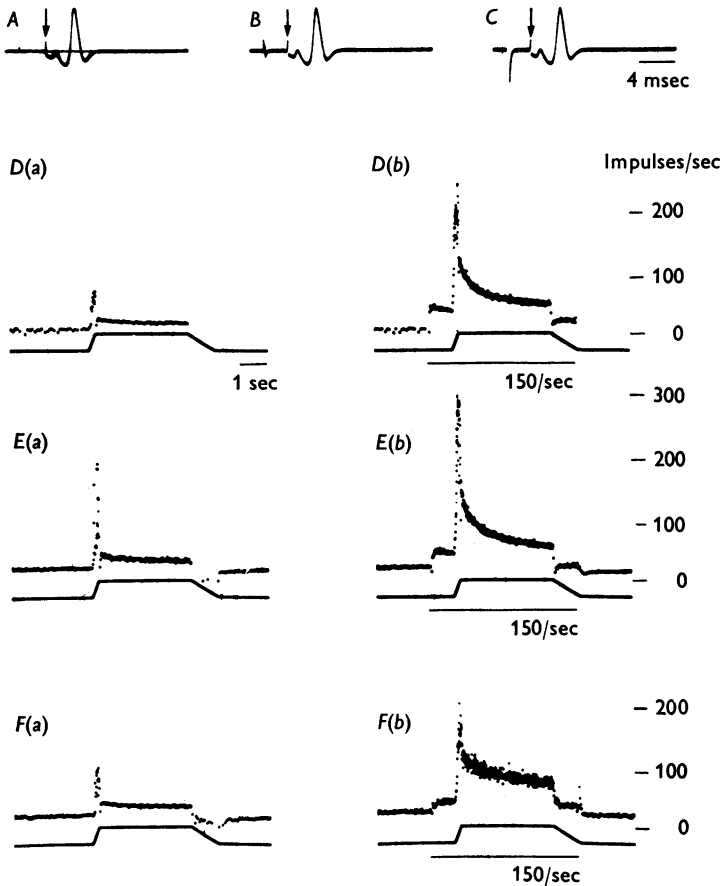 A
B
C
4 msec
D(a)
D(b)
Impulses/sec
– 200
– 100
– 0
1 sec
150/sec
– 300
E(a)
E(b)
– 200
– 100
– 0
150/sec
F(a)
F(b)
– 200
– 100
– 0
150/sec